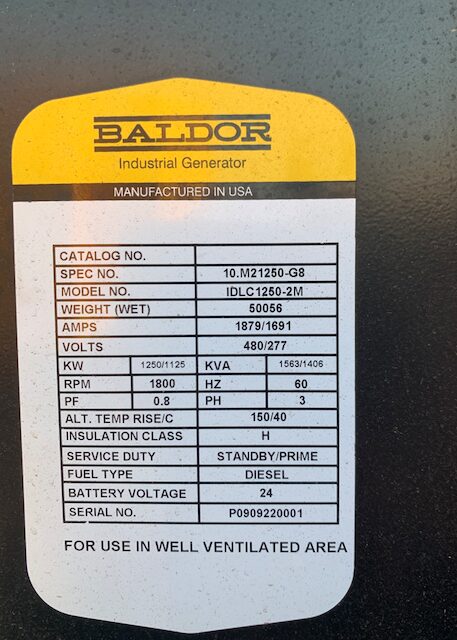 BALDOR
Industrial Generator
MANUFACTURED IN USA
CATALOG NO.
SPEC NO. 10.M21250-G8
MODEL NO. IDLC1250-2M
WEIGHT (WET) 50056
AMPS 1879/1691
VOLTS 480/277
KW 1250/1125 KVA 1563/1406
RPM 1800 HZ 60
PF 0.8 PH 3
ALT. TEMP RISE/C 150/40
INSULATION CLASS H
SERVICE DUTY STANDBY/PRIME
FUEL TYPE DIESEL
BATTERY VOLTAGE 24
SERIAL NO. P0909220001
FOR USE IN WELL VENTILATED AREA